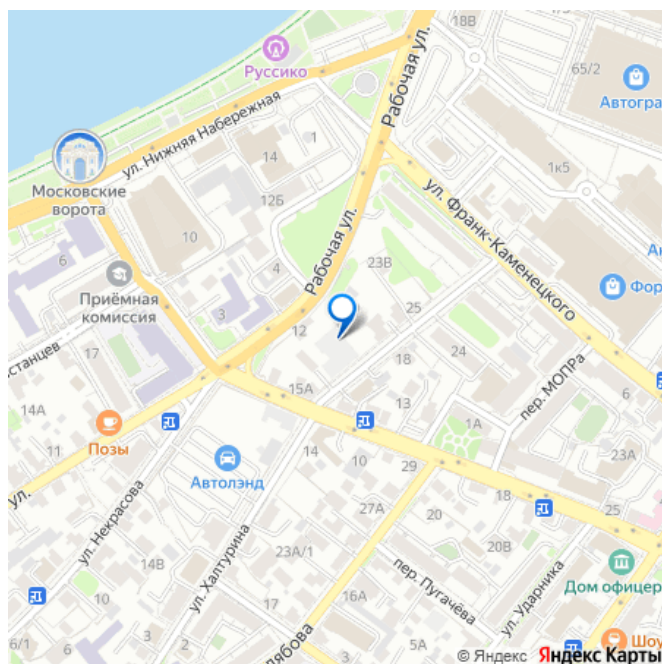 18В
Рабочая ул.
65/2
Руссико
Автогра
ул. Нижняя Набережная
1
14
1к5
ул. Франк-Каменецкого
Московские
ворота
12Б
Рабочая ул.
10
6
23В
Ан
Фор
4
Приёмная
комиссия
3
25
12
станцев
17
18
24
пер. МОПРа
6
15А
14А
13
1А
Позы
11
14
10
29
23А
Автолэнд
ул.
ул. Некрасова
18
25
27А
20
ул. Халтурина
23А/1
20В
14В
пер. Пугачёва
ул. Ударника
Дом офицер
16А
6/1
3
2
2
5А
лябова
Шоу
© Яндекс Яндекс Карты